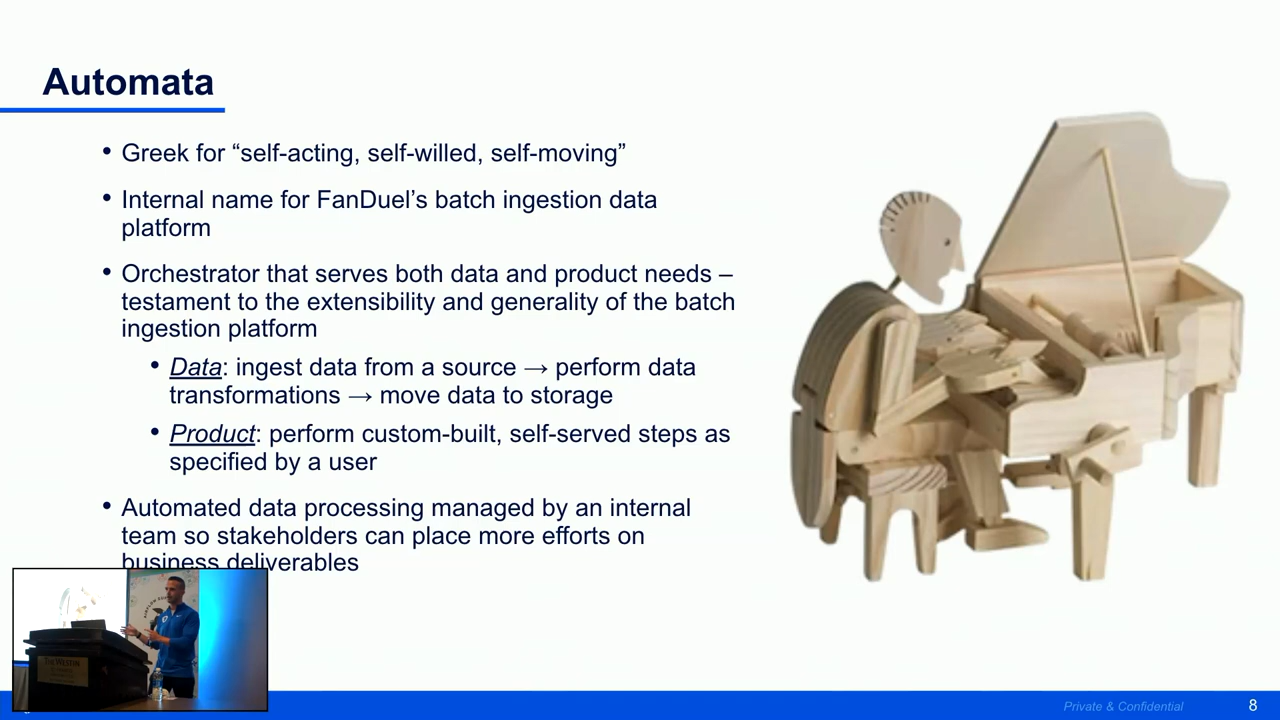 Automata
• Greek for “self-acting, self-willed, self-moving”
• Internal name for FanDuel’s batch ingestion data
platform
• Orchestrator that serves both data and product needs –
testament to the extensibility and generality of the batch
ingestion platform
• Data: ingest data from a source → perform data
transformations → move data to storage
• Product: perform custom-built, self-served steps as
specified by a user
• Automated data processing managed by an internal
team so stakeholders can place more efforts on
business deliverables
THE WESTIN
Private & Confidential
8